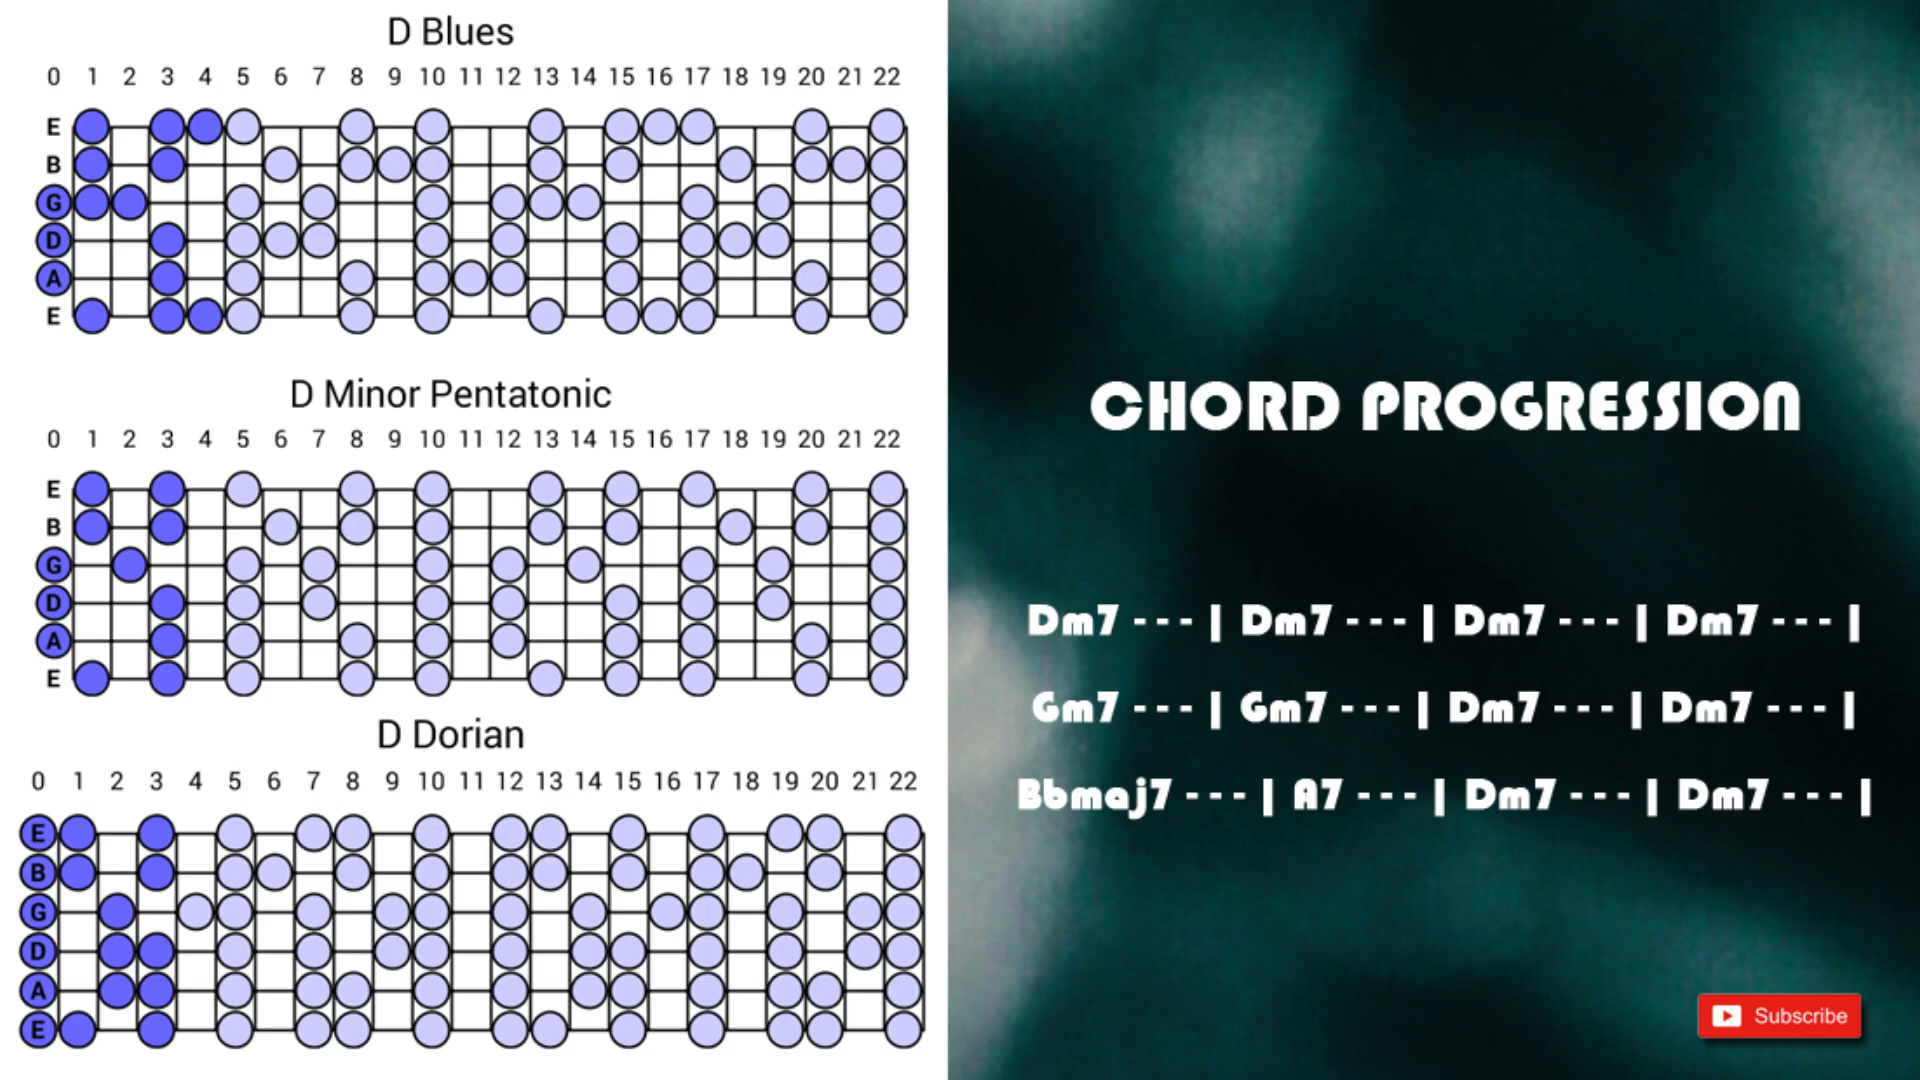 D Blues
0 1 2 3 4 5 6 7 8 9 10 11 12 13 14 15 16 17 18 19 20 21 22
E
B
G
D
A
E
D Minor Pentatonic
0 1 2 3 4 5 6 7 8 9 10 11 12 13 14 15 16 17 18 19 20 21 22
E
B
G
D
A
E
D Dorian
0 1 2 3 4 5 6 7 8 9 10 11 12 13 14 15 16 17 18 19 20 21 22
E
B
G
D
A
E
CHORD PROGRESSION
Dm7 - - - | Dm7 - - - | Dm7 - - - | Dm7 - - - |
Gm7 - - - | Gm7 - - - | Dm7 - - - | Dm7 - - - |
Bbmaj7 - - - | A7 - - - | Dm7 - - - | Dm7 - - - |
Subscribe